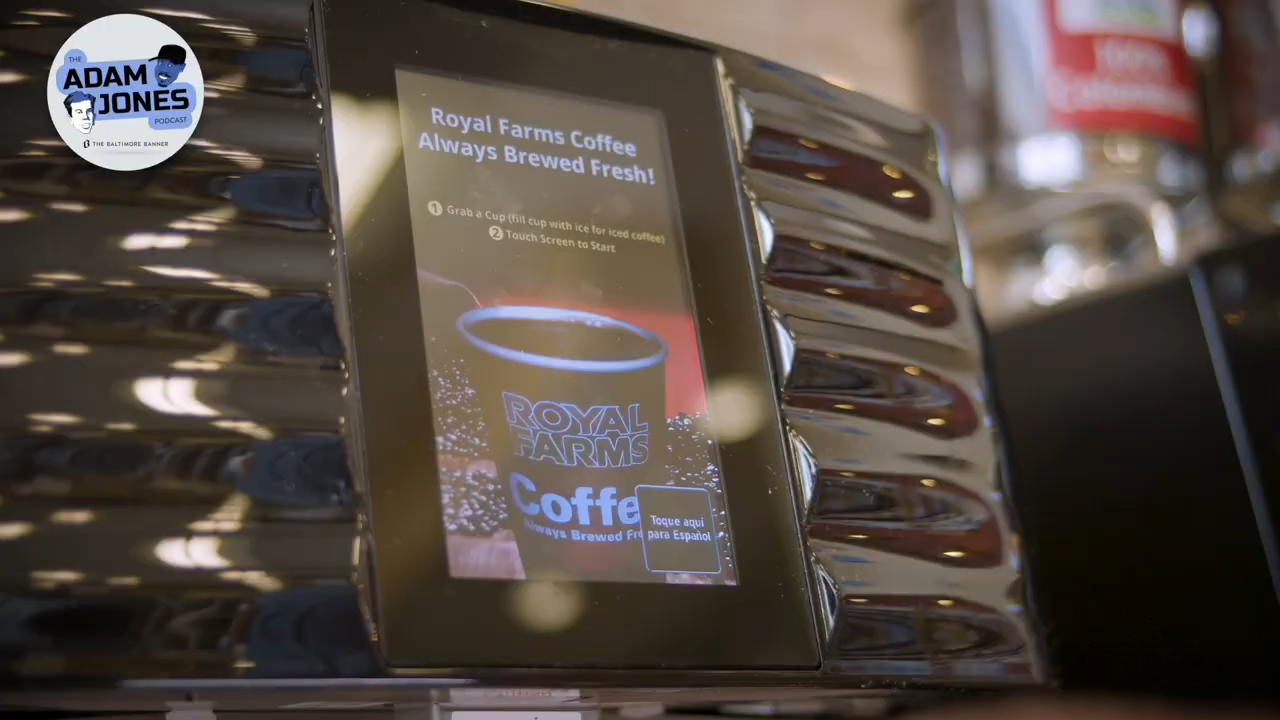 THE
ADAM
JONES
PODCAST
THE BALTIMORE BANNER
Royal Farms Coffee
Always Brewed Fresh!
1 Grab a Cup (fill cup with ice for iced coffee)
2 Touch Screen to Start
ROYAL
FARMS
Coffe
Always Brewed Fre
Toque aquí
para Español